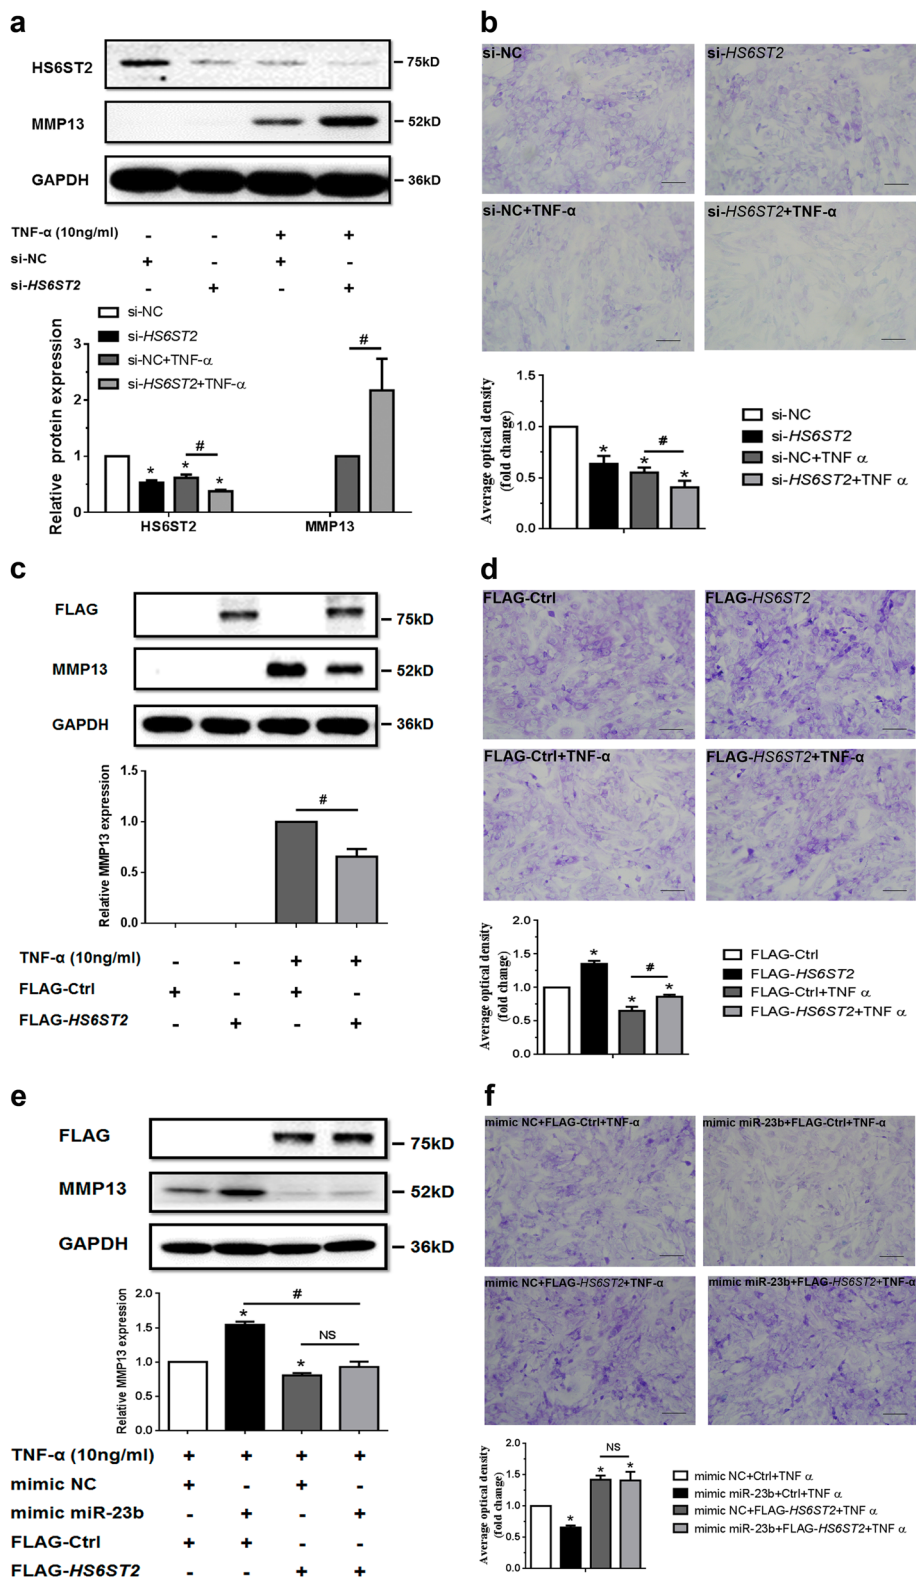 a
HS6ST2
75kD
MMP13
52kD
GAPDH
36kD
TNF-α (10ng/ml) - - + +
si-NC + - + -
si-HS6ST2 - + - +
si-NC
si-HS6ST2
si-NC+TNF-α
si-HS6ST2+TNF-α
Relative protein expression
3
2
1
0
* * # *
#
HS6ST2
MMP13
b
si-NC
si-HS6ST2
si-NC+TNF-α
si-HS6ST2+TNF-α
Average optical density
(fold change)
1.5
1.0
0.5
0.0
* * # *
si-NC
si-HS6ST2
si-NC+TNF α
si-HS6ST2+TNF α
c
FLAG
75kD
MMP13
52kD
GAPDH
36kD
Relative MMP13 expression
1.5
1.0
0.5
0.0
#
TNF-α (10ng/ml) - - + +
FLAG-Ctrl + - + -
FLAG-HS6ST2 - + - +
d
FLAG-Ctrl
FLAG-HS6ST2
FLAG-Ctrl+TNF-α
FLAG-HS6ST2+TNF-α
Average optical density
(fold change)
2.0
1.5
1.0
0.5
0.0
* * # *
FLAG-Ctrl
FLAG-HS6ST2
FLAG-Ctrl+TNF α
FLAG-HS6ST2+TNF α
e
FLAG
75kD
MMP13
52kD
GAPDH
36kD
Relative MMP13 expression
2.0
1.5
1.0
0.5
0.0
#
*
NS
*
TNF-α (10ng/ml) + + + +
mimic NC + - + -
mimic miR-23b - + - +
FLAG-Ctrl + + - -
FLAG-HS6ST2 - - + +
f
mimic NC+FLAG-Ctrl+TNF-α
mimic miR-23b+FLAG-Ctrl+TNF-α
mimic NC+FLAG-HS6ST2+TNF-α
mimic miR-23b+FLAG-HS6ST2+TNF-α
Average optical density
(fold change)
2.0
1.5
1.0
0.5
0.0
NS
* * *
mimic NC+Ctrl+TNF α
mimic miR-23b+Ctrl+TNF α
mimic NC+FLAG-HS6ST2+TNF α
mimic miR-23b+FLAG-HS6ST2+TNF α